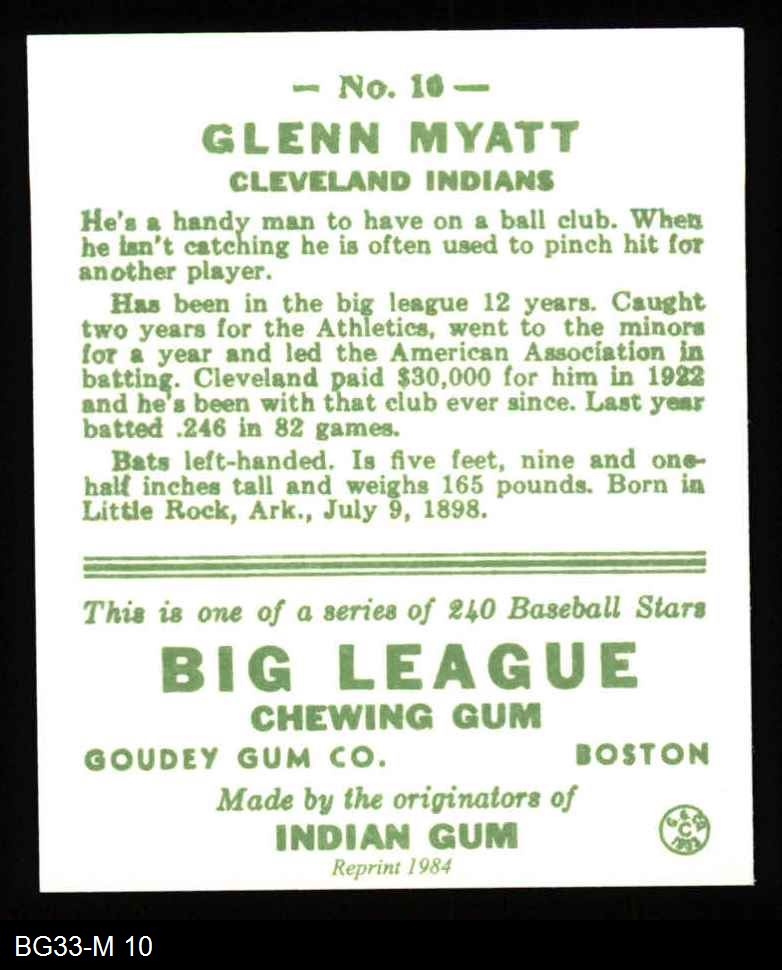 — No. 10 —
GLENN MYATT
CLEVELAND INDIANS
He's a handy man to have on a ball club. When
he isn't catching he is often used to pinch hit for
another player.
Has been in the big league 12 years. Caught
two years for the Athletics, went to the minors
for a year and led the American Association in
batting. Cleveland paid $30,000 for him in 1922
and he's been with that club ever since. Last year
batted .246 in 82 games.
Bats left-handed. Is five feet, nine and one-
half inches tall and weighs 165 pounds. Born in
Little Rock, Ark., July 9, 1898.
This is one of a series of 240 Baseball Stars
BIG LEAGUE
CHEWING GUM
GOUDEY GUM CO. BOSTON
Made by the originators of
INDIAN GUM
C
1933
Reprint 1984
BG33-M 10